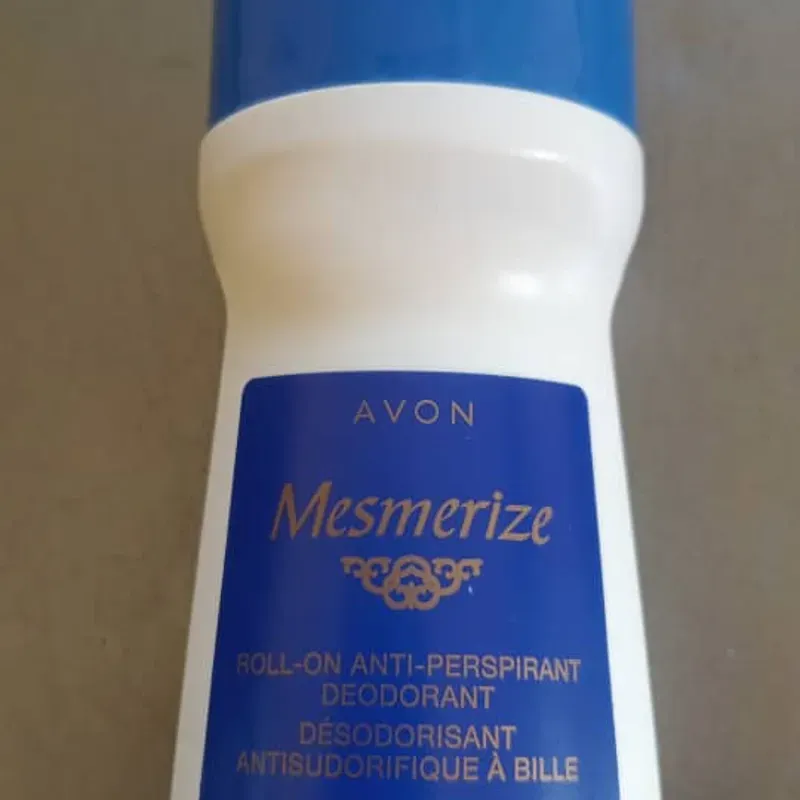 AVON
Mesmerize
ROLL-ON ANTI-PERSPIRANT
DEODORANT
DÉSODORISANT
ANTISUDORIFIQUE À BILLE